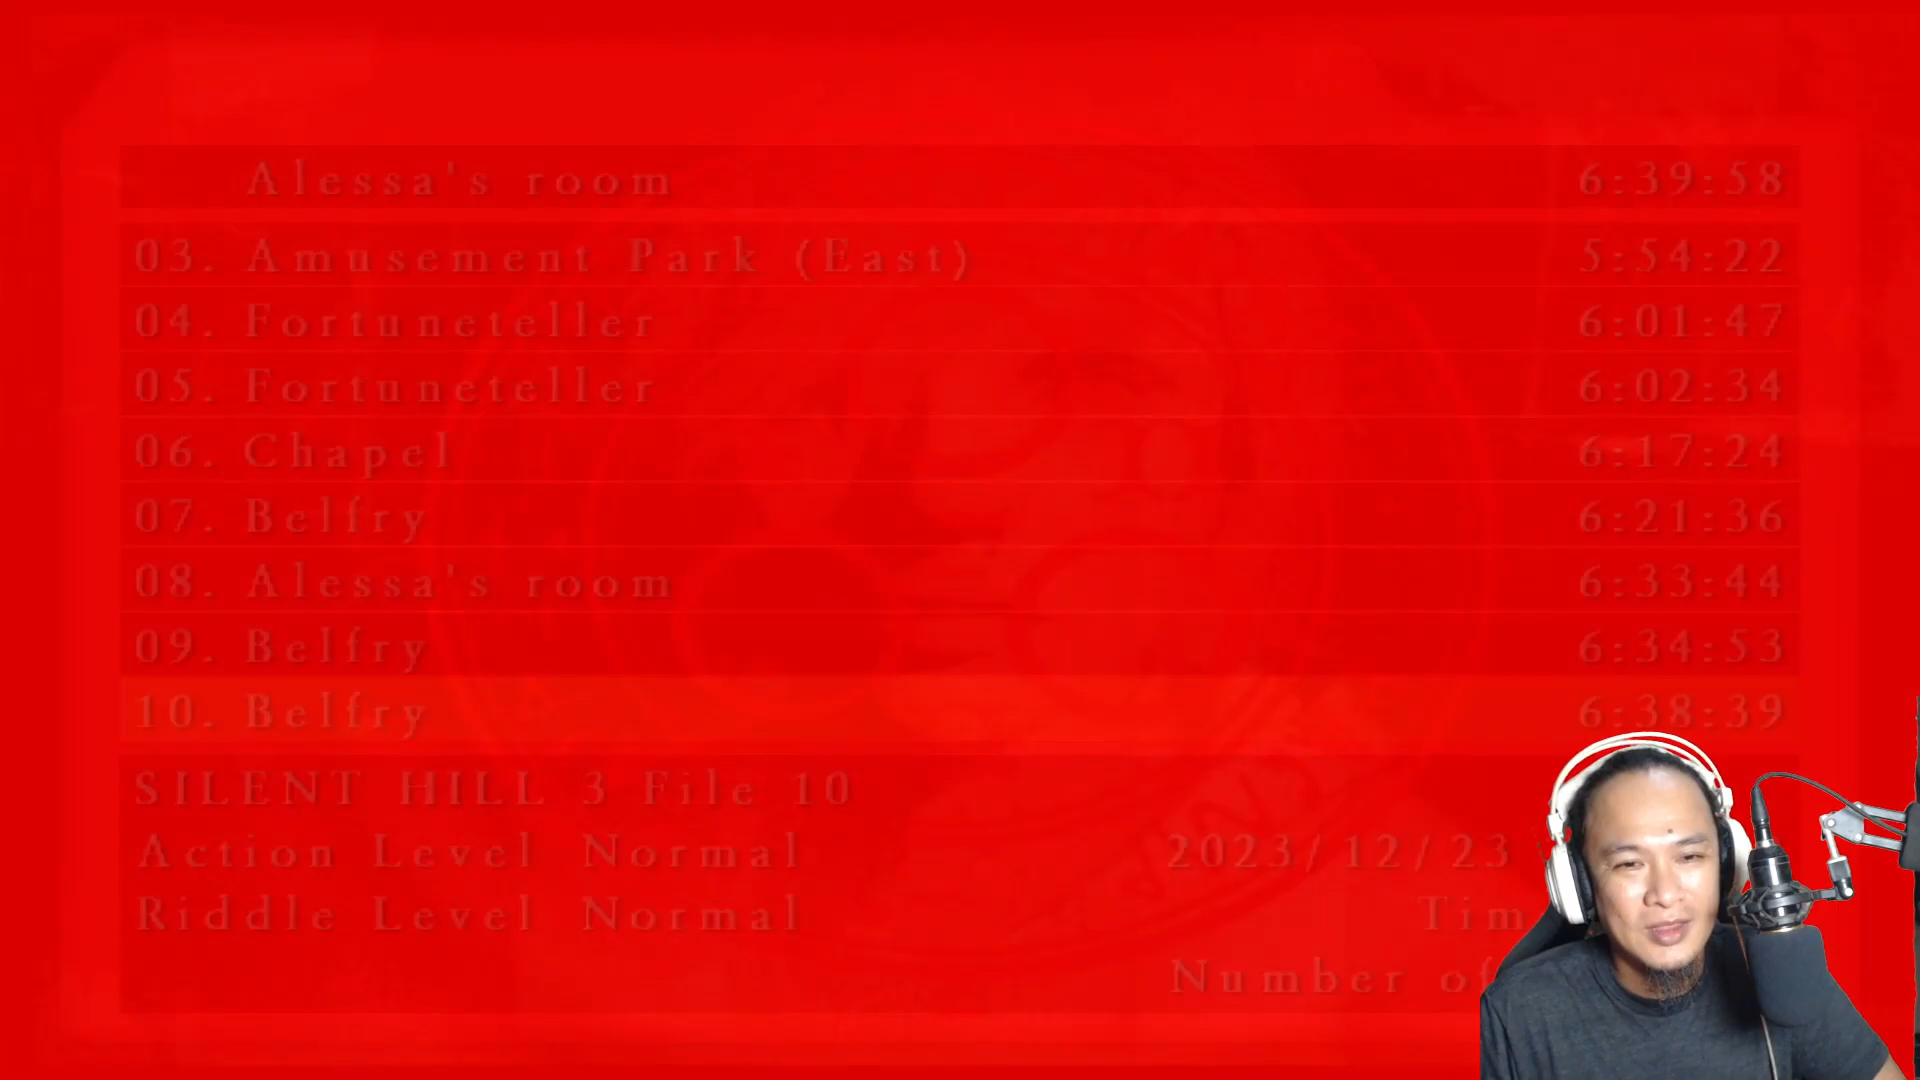 Alessa's room 6:39:58
03. Amusement Park (East) 5:54:22
04. Fortuneteller 6:01:47
05. Fortuneteller 6:02:34
06. Chapel 6:17:24
07. Belfry 6:21:36
08. Alessa's room 6:33:44
09. Belfry 6:34:53
10. Belfry 6:38:39
SILENT HILL 3 File 10
Action Level Normal 2023/12/23
Riddle Level Normal Tim
Number of